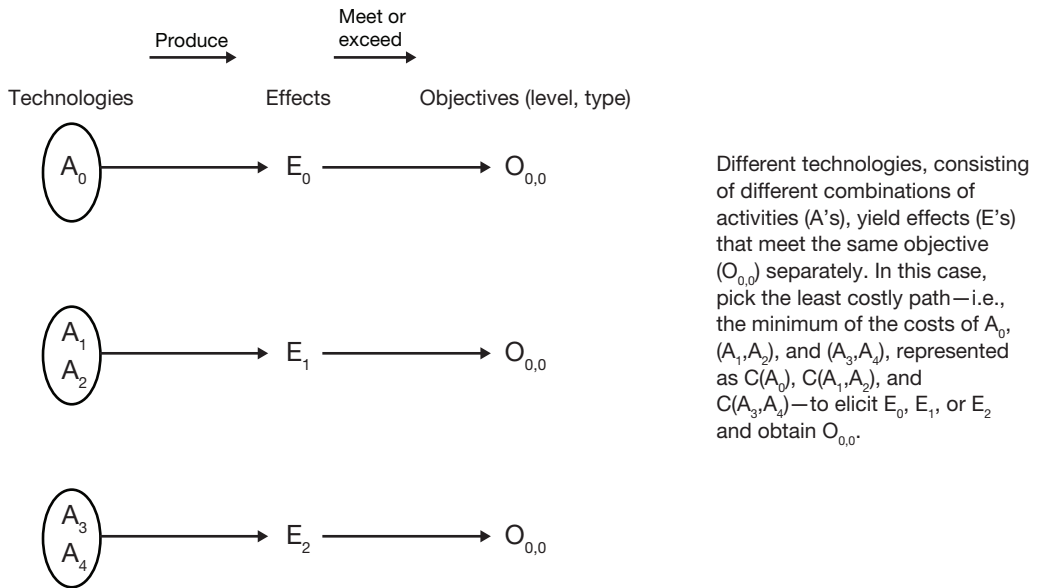 Produce
Meet or
exceed
Technologies
Effects
Objectives (level, type)
A₀
E₀
O₀,₀
A₁
A₂
E₁
O₀,₀
A₃
A₄
E₂
O₀,₀
Different technologies, consisting
of different combinations of
activities (A’s), yield effects (E’s)
that meet the same objective
(O₀,₀) separately. In this case,
pick the least costly path—i.e.,
the minimum of the costs of A₀,
(A₁,A₂), and (A₃,A₄), represented
as C(A₀), C(A₁,A₂), and
C(A₃,A₄)—to elicit E₀, E₁, or E₂
and obtain O₀,₀.